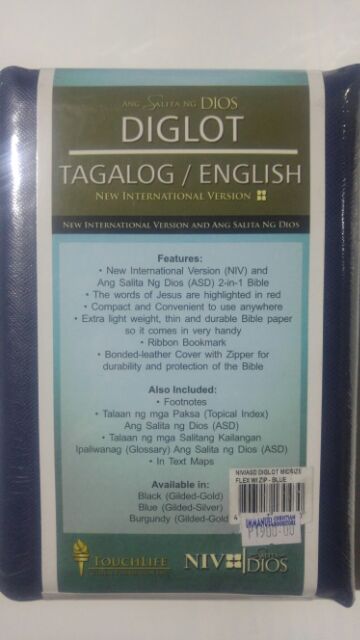 ANG Salita NG DIOS
DIGLOT
TAGALOG / ENGLISH
NEW INTERNATIONAL VERSION
NEW INTERNATIONAL VERSION AND ANG SALITA NG DIOS
Features:
• New International Version (NIV) and
Ang Salita Ng Dios (ASD) 2-in-1 Bible
• The words of Jesus are highlighted in red
• Compact and Convenient to use anywhere
• Extra light weight, thin and durable Bible paper
so it comes in very handy
• Ribbon Bookmark
• Bonded-leather Cover with Zipper for
durability and protection of the Bible
Also Included:
• Footnotes
• Talaan ng mga Paksa (Topical Index)
Ang Salita ng Dios (ASD)
• Talaan ng mga Salitang Kailangan
Ipaliwanag (Glossary) Ang Salita ng Dios (ASD)
• In Text Maps
NIV/ASD DIGLOT MIDSIZE
FLEX W/ ZIP - BLUE
Available in:
Black (Gilded-Gold)
Blue (Gilded-Silver)
Burgundy (Gilded-Gold
IMMANUEL CHRISTIAN
P1900.00
TOUCHLIFE
NIV
Salita
DIOS